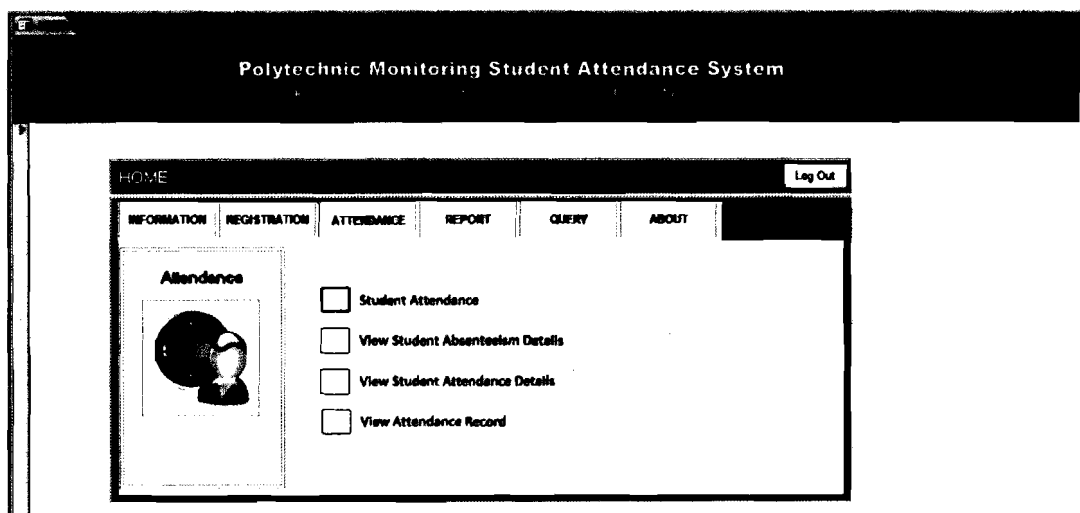 Polytechnic Monitoring Student Attendance System
HOME
Log Out
INFORMATION REGISTRATION ATTENDANCE REPORT QUERY ABOUT
Attendance
Student Attendance
View Student Absenteeism Details
View Student Attendance Details
View Attendance Record